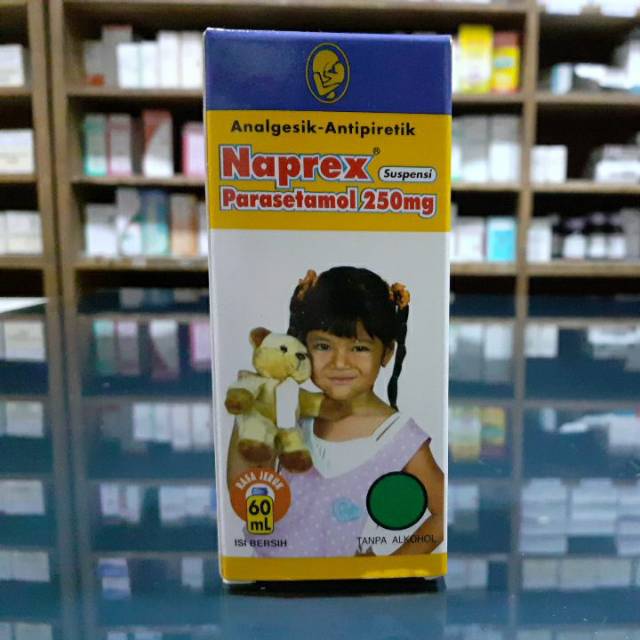 Analgesik-Antipiretik
Naprex®
Suspensi
Parasetamol 250mg
RASA JERUK
60
mL
ISI BERSIH
TANPA ALKOHOL